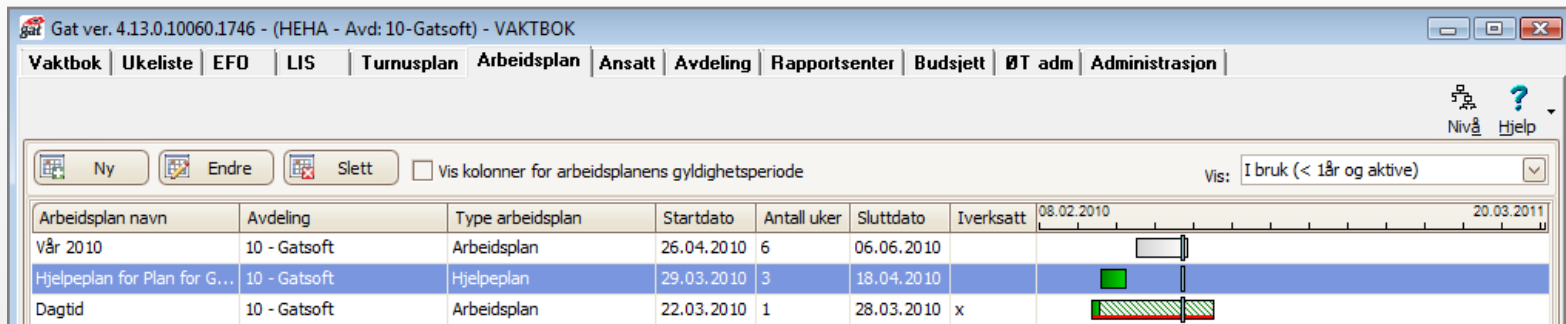 gat Gat ver. 4.13.0.10060.1746 - (HEHA - Avd: 10-Gatsoft) - VAKTBOK
Vaktbok Ukeliste EFO LIS Turnusplan Arbeidsplan Ansatt Avdeling Rapportsenter Budsjett ØT adm Administrasjon
Nivå Hjelp
Ny Endre Slett Vis kolonner for arbeidsplanens gyldighetsperiode Vis: I bruk (< 1år og aktive)
Arbeidsplan navn Avdeling Type arbeidsplan Startdato Antall uker Sluttdato Iverksatt 08.02.2010 20.03.2011
Vår 2010 10 - Gatsoft Arbeidsplan 26.04.2010 6 06.06.2010
Hjelpeplan for Plan for G... 10 - Gatsoft Hjelpeplan 29.03.2010 3 18.04.2010
Dagtid 10 - Gatsoft Arbeidsplan 22.03.2010 1 28.03.2010 x